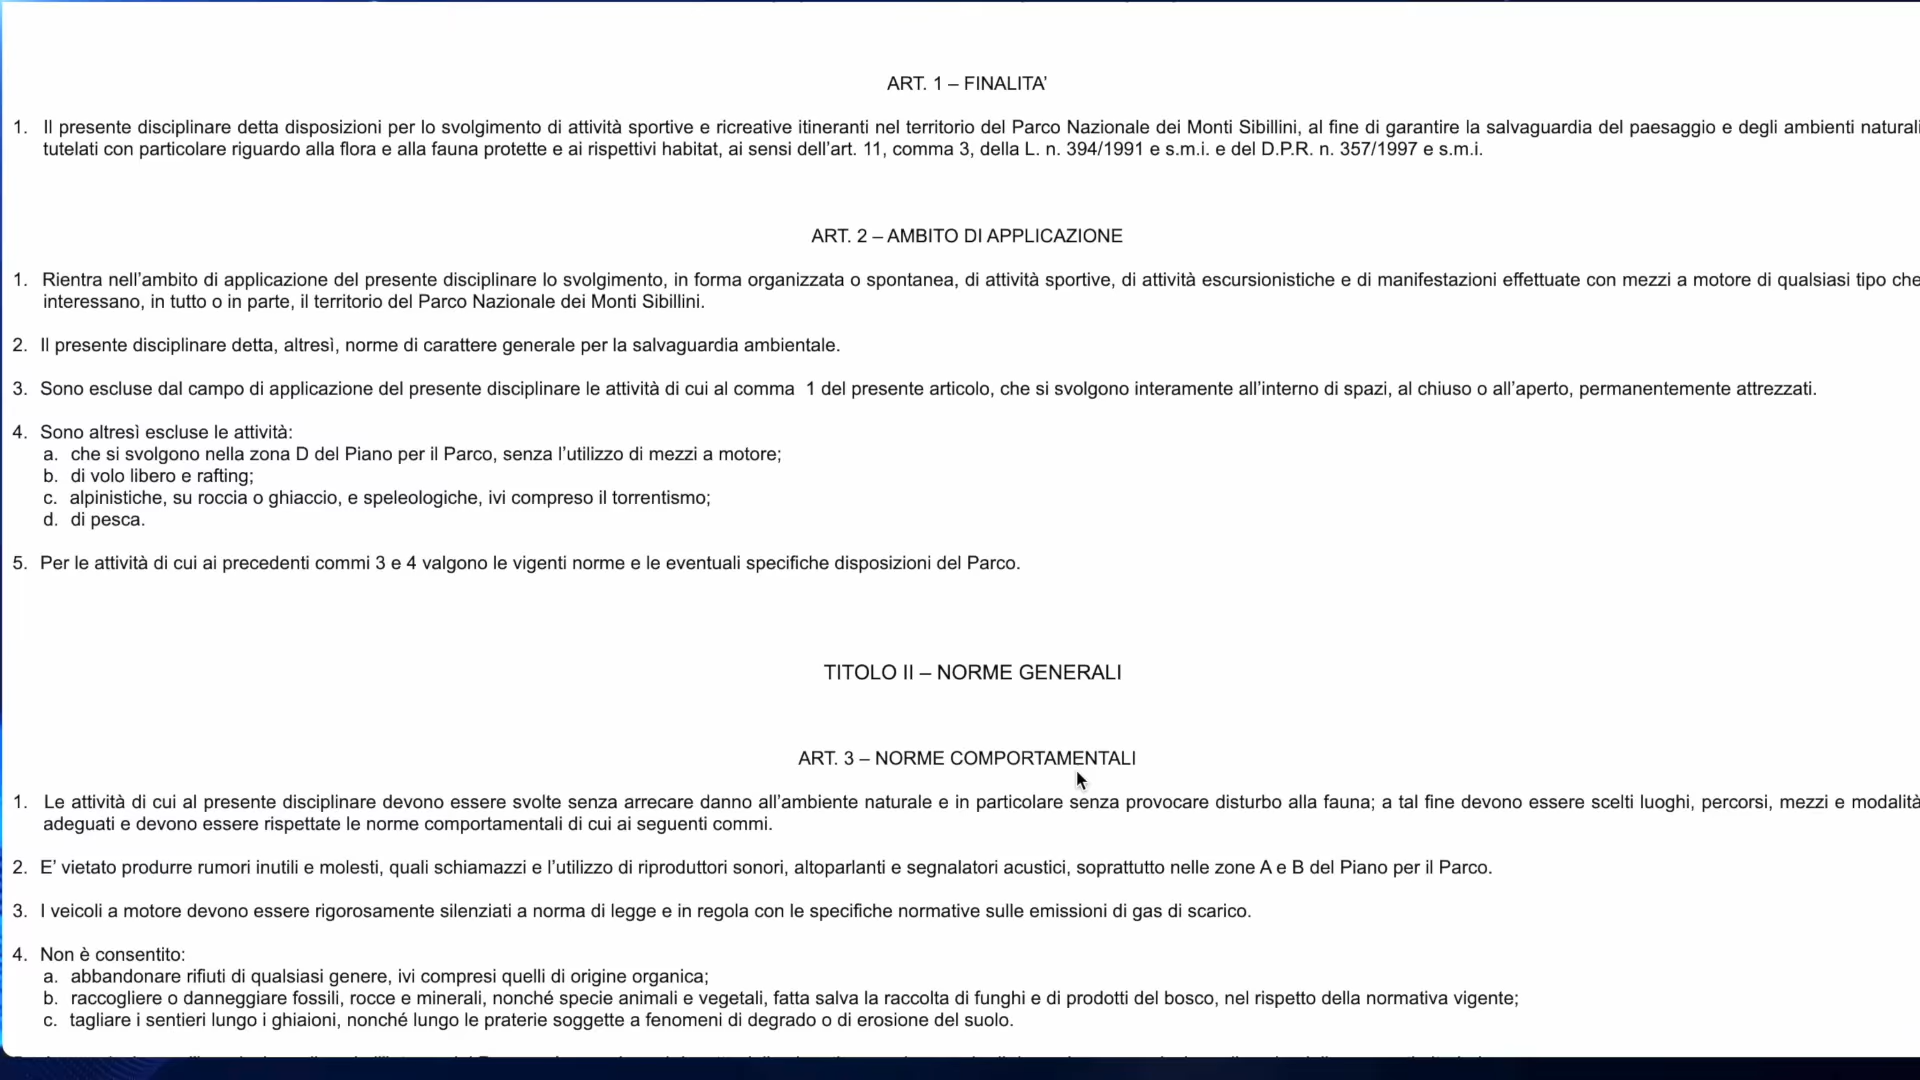 ART. 1 – FINALITA’
1. Il presente disciplinare detta disposizioni per lo svolgimento di attività sportive e ricreative itineranti nel territorio del Parco Nazionale dei Monti Sibillini, al fine di garantire la salvaguardia del paesaggio e degli ambienti naturali
tutelati con particolare riguardo alla flora e alla fauna protette e ai rispettivi habitat, ai sensi dell’art. 11, comma 3, della L. n. 394/1991 e s.m.i. e del D.P.R. n. 357/1997 e s.m.i.
ART. 2 – AMBITO DI APPLICAZIONE
1. Rientra nell’ambito di applicazione del presente disciplinare lo svolgimento, in forma organizzata o spontanea, di attività sportive, di attività escursionistiche e di manifestazioni effettuate con mezzi a motore di qualsiasi tipo che
interessano, in tutto o in parte, il territorio del Parco Nazionale dei Monti Sibillini.
2. Il presente disciplinare detta, altresì, norme di carattere generale per la salvaguardia ambientale.
3. Sono escluse dal campo di applicazione del presente disciplinare le attività di cui al comma 1 del presente articolo, che si svolgono interamente all’interno di spazi, al chiuso o all’aperto, permanentemente attrezzati.
4. Sono altresì escluse le attività:
a. che si svolgono nella zona D del Piano per il Parco, senza l’utilizzo di mezzi a motore;
b. di volo libero e rafting;
c. alpinistiche, su roccia o ghiaccio, e speleologiche, ivi compreso il torrentismo;
d. di pesca.
5. Per le attività di cui ai precedenti commi 3 e 4 valgono le vigenti norme e le eventuali specifiche disposizioni del Parco.
TITOLO II – NORME GENERALI
ART. 3 – NORME COMPORTAMENTALI
1. Le attività di cui al presente disciplinare devono essere svolte senza arrecare danno all’ambiente naturale e in particolare senza provocare disturbo alla fauna; a tal fine devono essere scelti luoghi, percorsi, mezzi e modalità
adeguati e devono essere rispettate le norme comportamentali di cui ai seguenti commi.
2. E’ vietato produrre rumori inutili e molesti, quali schiamazzi e l’utilizzo di riproduttori sonori, altoparlanti e segnalatori acustici, soprattutto nelle zone A e B del Piano per il Parco.
3. I veicoli a motore devono essere rigorosamente silenziati a norma di legge e in regola con le specifiche normative sulle emissioni di gas di scarico.
4. Non è consentito:
a. abbandonare rifiuti di qualsiasi genere, ivi compresi quelli di origine organica;
b. raccogliere o danneggiare fossili, rocce e minerali, nonché specie animali e vegetali, fatta salva la raccolta di funghi e di prodotti del bosco, nel rispetto della normativa vigente;
c. tagliare i sentieri lungo i ghiaioni, nonché lungo le praterie soggette a fenomeni di degrado o di erosione del suolo.